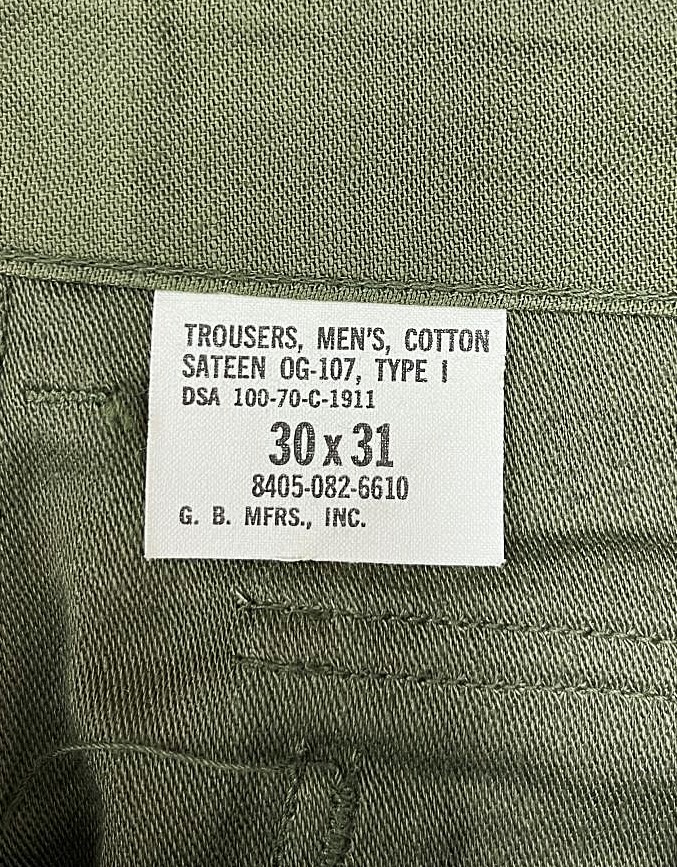 TROUSERS, MEN'S, COTTON
SATEEN OG-107, TYPE I
DSA 100-70-C-1911
30 x 31
8405-082-6610
G. B. MFRS., INC.